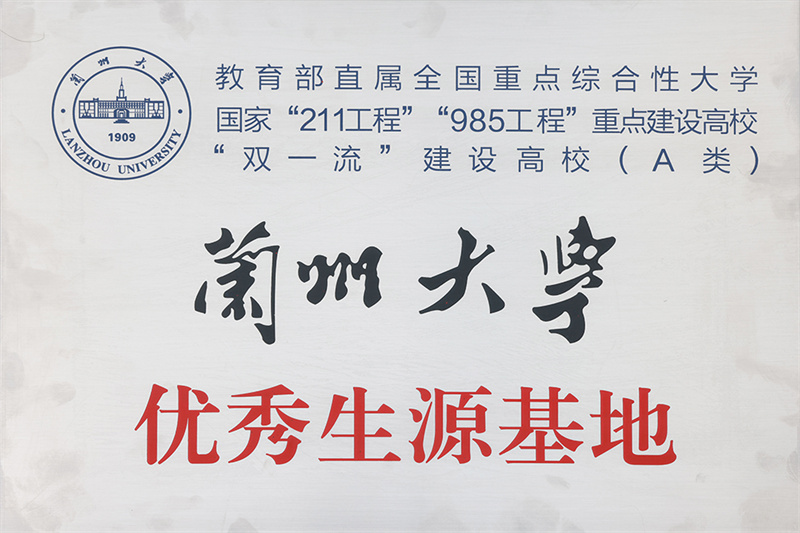 蘭州大学
1909
LANZHOU UNIVERSITY
教育部直属全国重点综合性大学
国家“211工程”“985工程”重点建设高校
“双一流”建设高校(A类)
蘭州大学
优秀生源基地